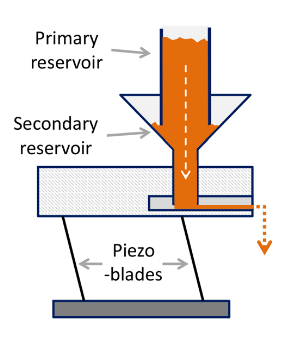 Primary
reservoir
Secondary
reservoir
Piezo
-blades